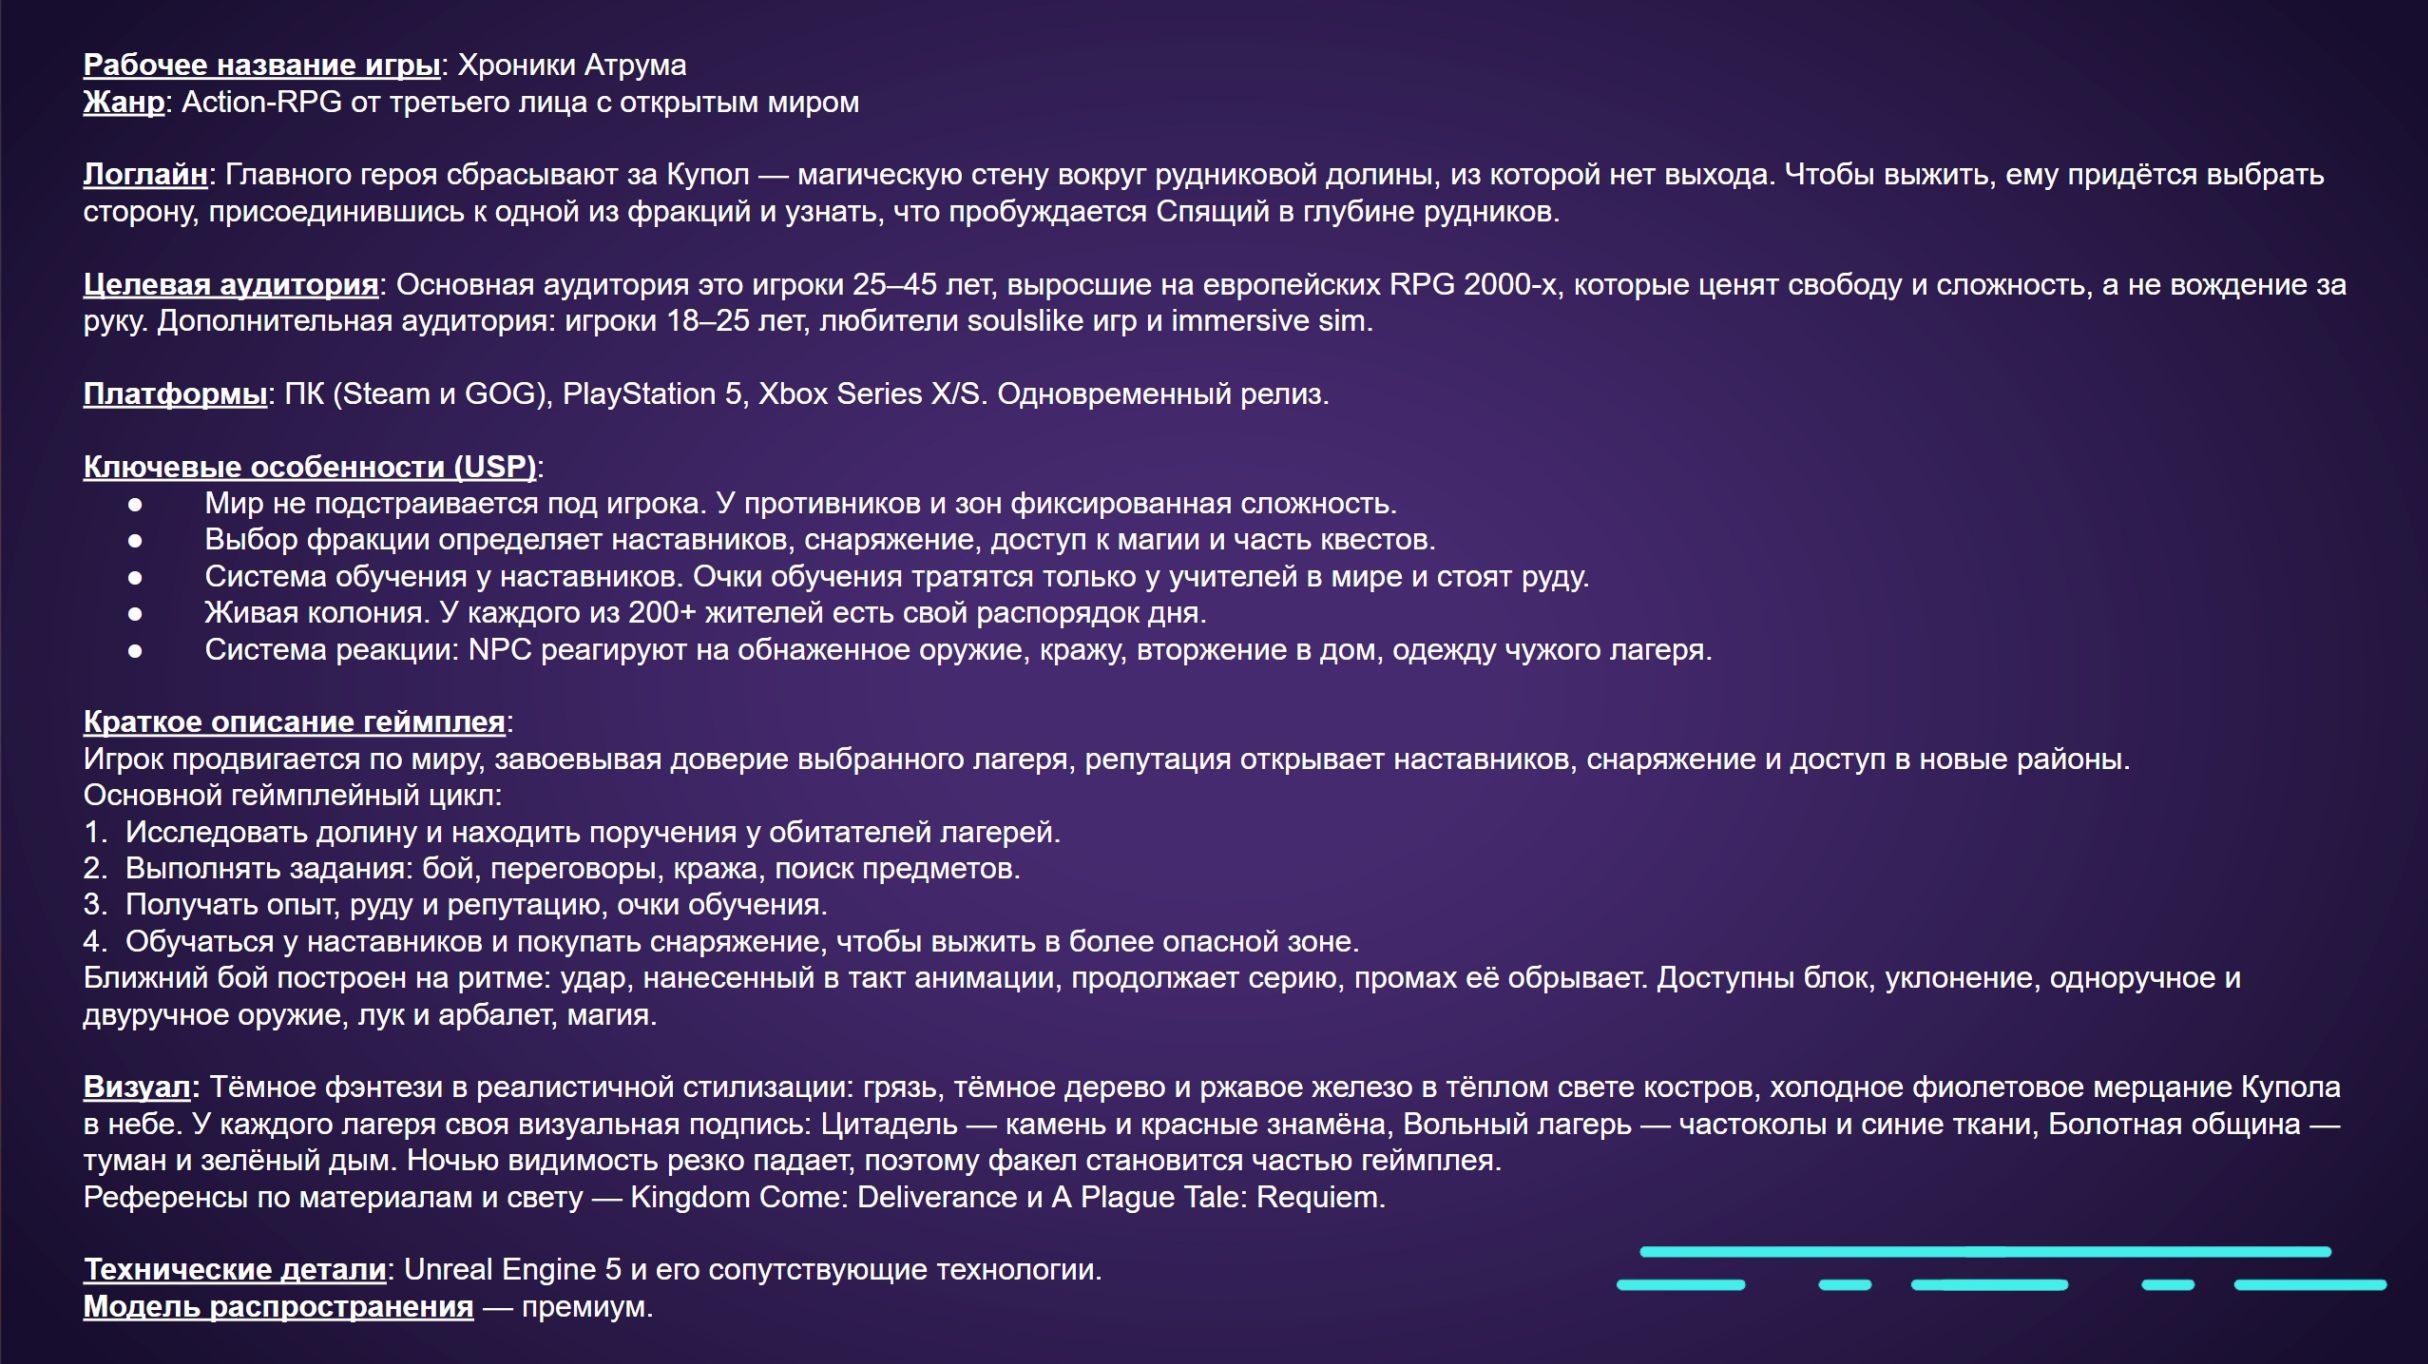 Рабочее название игры: Хроники Атрума
Жанр: Action-RPG от третьего лица с открытым миром
Логлайн: Главного героя сбрасывают за Купол — магическую стену вокруг рудниковой долины, из которой нет выхода. Чтобы выжить, ему придётся выбрать
сторону, присоединившись к одной из фракций и узнать, что пробуждается Спящий в глубине рудников.
Целевая аудитория: Основная аудитория это игроки 25–45 лет, выросшие на европейских RPG 2000-х, которые ценят свободу и сложность, а не вождение за
руку. Дополнительная аудитория: игроки 18–25 лет, любители soulslike игр и immersive sim.
Платформы: ПК (Steam и GOG), PlayStation 5, Xbox Series X/S. Одновременный релиз.
Ключевые особенности (USP):
● Мир не подстраивается под игрока. У противников и зон фиксированная сложность.
● Выбор фракции определяет наставников, снаряжение, доступ к магии и часть квестов.
● Система обучения у наставников. Очки обучения тратятся только у учителей в мире и стоят руду.
● Живая колония. У каждого из 200+ жителей есть свой распорядок дня.
● Система реакции: NPC реагируют на обнаженное оружие, кражу, вторжение в дом, одежду чужого лагеря.
Краткое описание геймплея:
Игрок продвигается по миру, завоевывая доверие выбранного лагеря, репутация открывает наставников, снаряжение и доступ в новые районы.
Основной геймплейный цикл:
1. Исследовать долину и находить поручения у обитателей лагерей.
2. Выполнять задания: бой, переговоры, кража, поиск предметов.
3. Получать опыт, руду и репутацию, очки обучения.
4. Обучаться у наставников и покупать снаряжение, чтобы выжить в более опасной зоне.
Ближний бой построен на ритме: удар, нанесенный в такт анимации, продолжает серию, промах её обрывает. Доступны блок, уклонение, одноручное и
двуручное оружие, лук и арбалет, магия.
Визуал: Тёмное фэнтези в реалистичной стилизации: грязь, тёмное дерево и ржавое железо в тёплом свете костров, холодное фиолетовое мерцание Купола
в небе. У каждого лагеря своя визуальная подпись: Цитадель — камень и красные знамёна, Вольный лагерь — частоколы и синие ткани, Болотная община —
туман и зелёный дым. Ночью видимость резко падает, поэтому факел становится частью геймплея.
Референсы по материалам и свету — Kingdom Come: Deliverance и A Plague Tale: Requiem.
Технические детали: Unreal Engine 5 и его сопутствующие технологии.
Модель распространения — премиум.